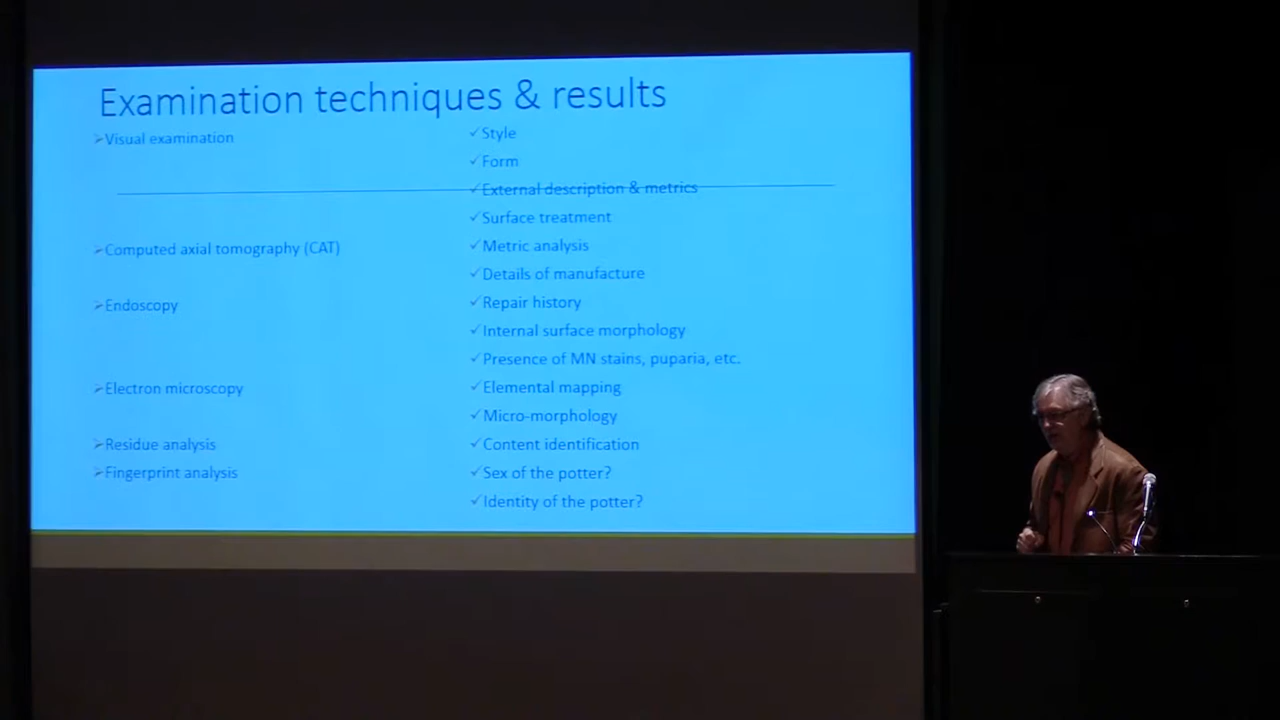 Examination techniques & results
➢Visual examination
✓Style
✓Form
✓External description & metrics
✓Surface treatment
➢Computed axial tomography (CAT)
✓Metric analysis
✓Details of manufacture
➢Endoscopy
✓Repair history
✓Internal surface morphology
✓Presence of MN stains, puparia, etc.
➢Electron microscopy
✓Elemental mapping
✓Micro-morphology
➢Residue analysis
✓Content identification
➢Fingerprint analysis
✓Sex of the potter?
✓Identity of the potter?